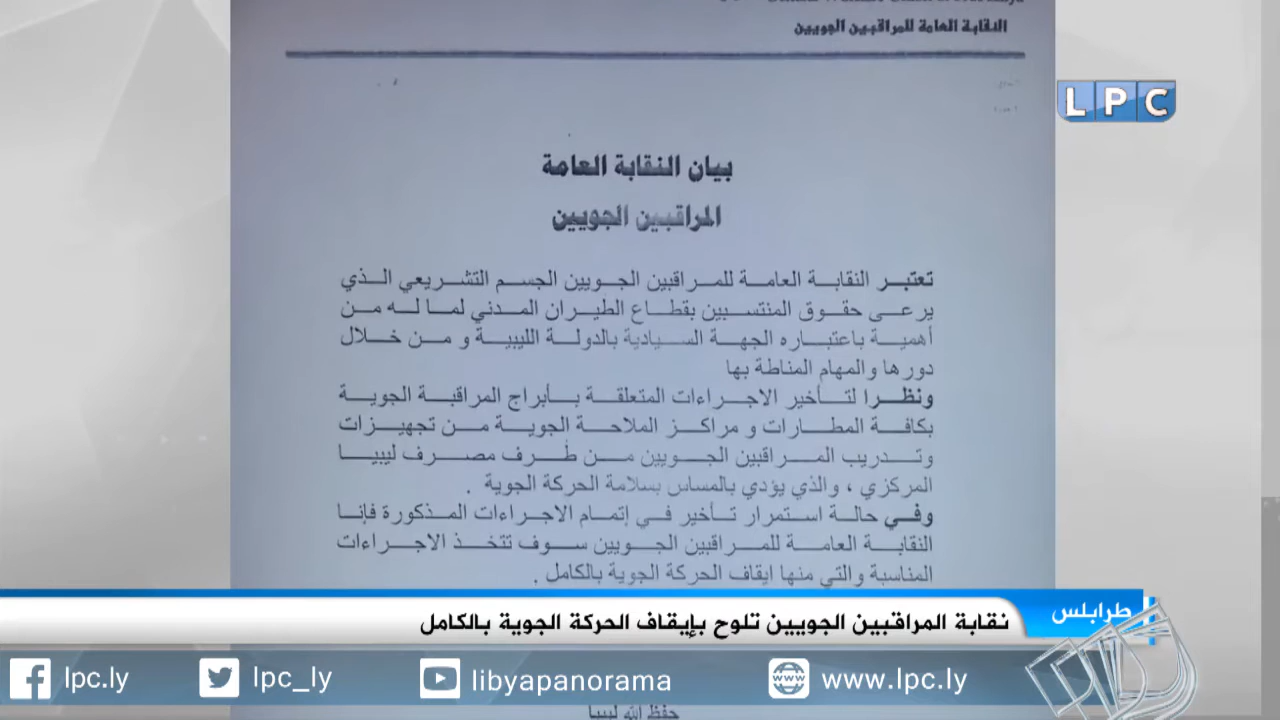 النقابة العامة للمراقبين الجويين
LPC
بيان النقابة العامة
المراقبين الجويين
تعتبر النقابة العامة للمراقبين الجويين الجسم التشريعي الذي
يرعى حقوق المنتسبين بقطاع الطيران المدني لما له من
أهمية باعتباره الجهة السيادية بالدولة الليبية و من خلال
دورها والمهام المناطة بها
ونظرا لتأخير الاجراءات المتعلقة بأبراج المراقبة الجوية
بكافة المطارات و مراكز الملاحة الجوية من تجهيزات
وتدريب المراقبين الجويين من طُرف مصرف ليبيا
المركزي ، والذي يؤدي بالمساس بسلامة الحركة الجوية .
وفي حالة استمرار تأخير في إتمام الاجراءات المذكورة فإنا
النقابة العامة للمراقبين الجويين سوف تتخذ الاجراءات
المناسبة والتي منها ايقاف الحركة الجوية بالكامل .
طرابلس
نقابة المراقبين الجويين تلوح بإيقاف الحركة الجوية بالكامل
lpc.ly
lpc_ly
libyapanorama
www.lpc.ly
حفظ الله ليبيا